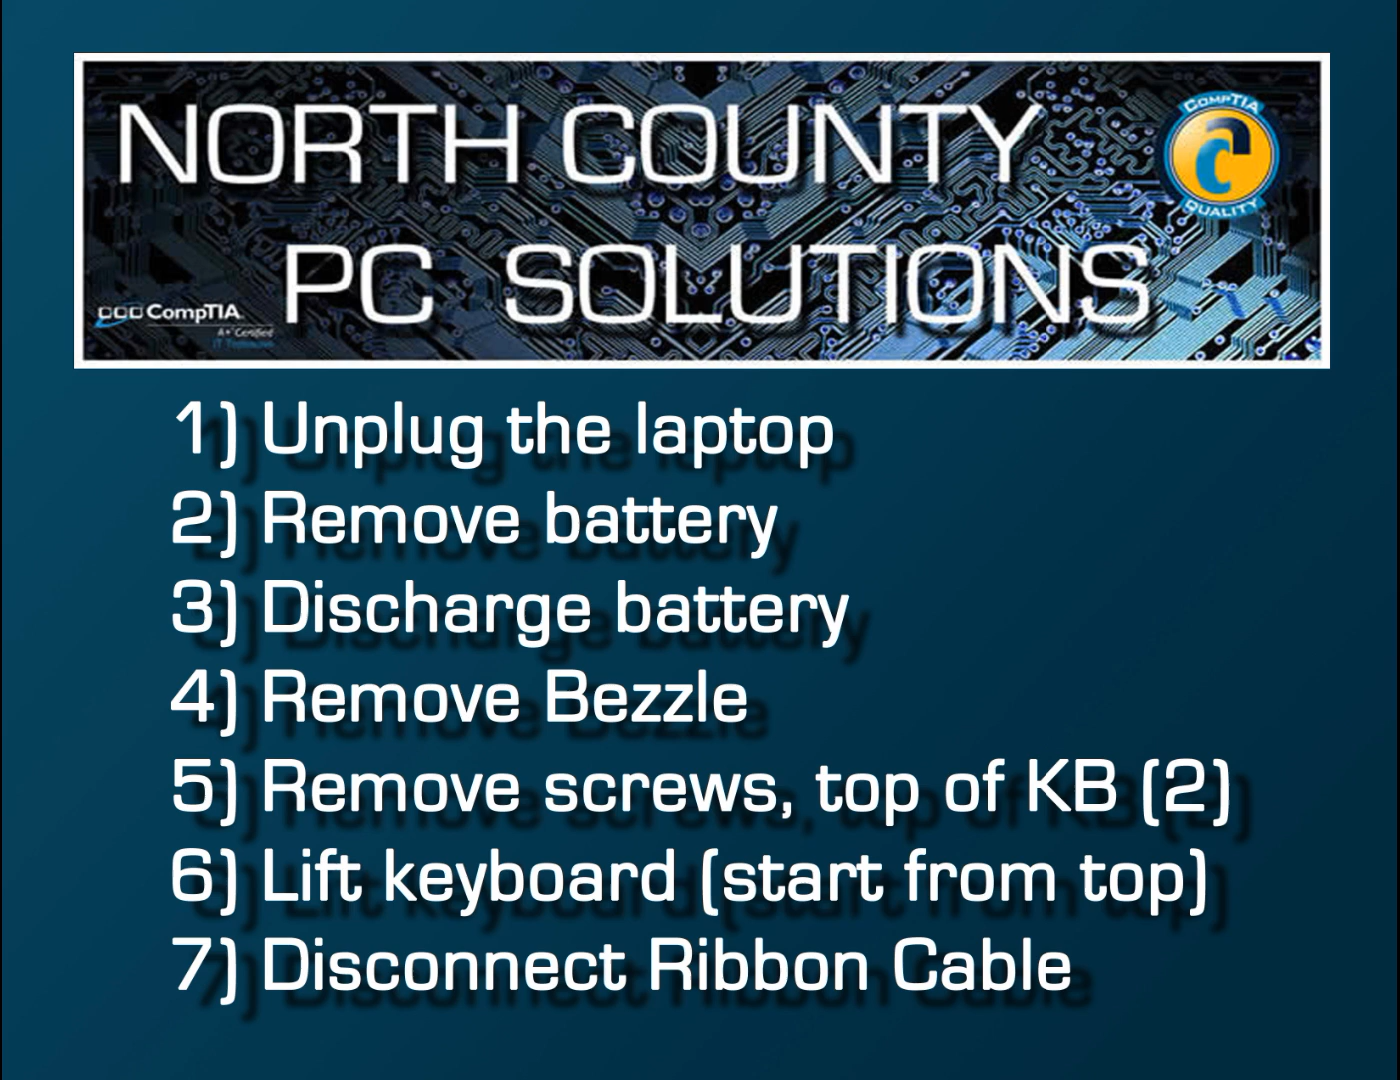 NORTH COUNTY
PC SOLUTIONS
COMPTIA
QUALITY
CompTIA.
A+ Certified
1) Unplug the laptop
2) Remove battery
3) Discharge battery
4) Remove Bezzle
5) Remove screws, top of KB (2)
6) Lift keyboard (start from top)
7) Disconnect Ribbon Cable